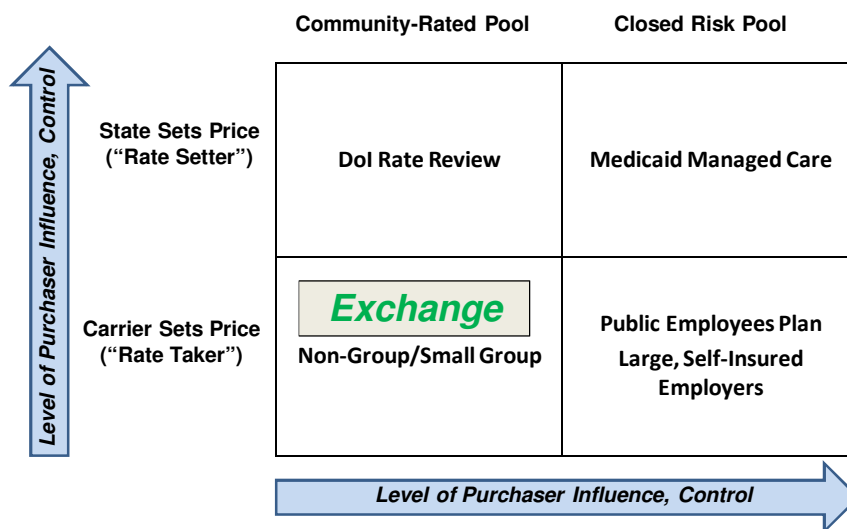 Community-Rated Pool
Closed Risk Pool
Level of Purchaser Influence, Control
State Sets Price
(“Rate Setter”)
DoI Rate Review
Medicaid Managed Care
Carrier Sets Price
(“Rate Taker”)
Exchange
Non-Group/Small Group
Public Employees Plan
Large, Self-Insured
Employers
Level of Purchaser Influence, Control